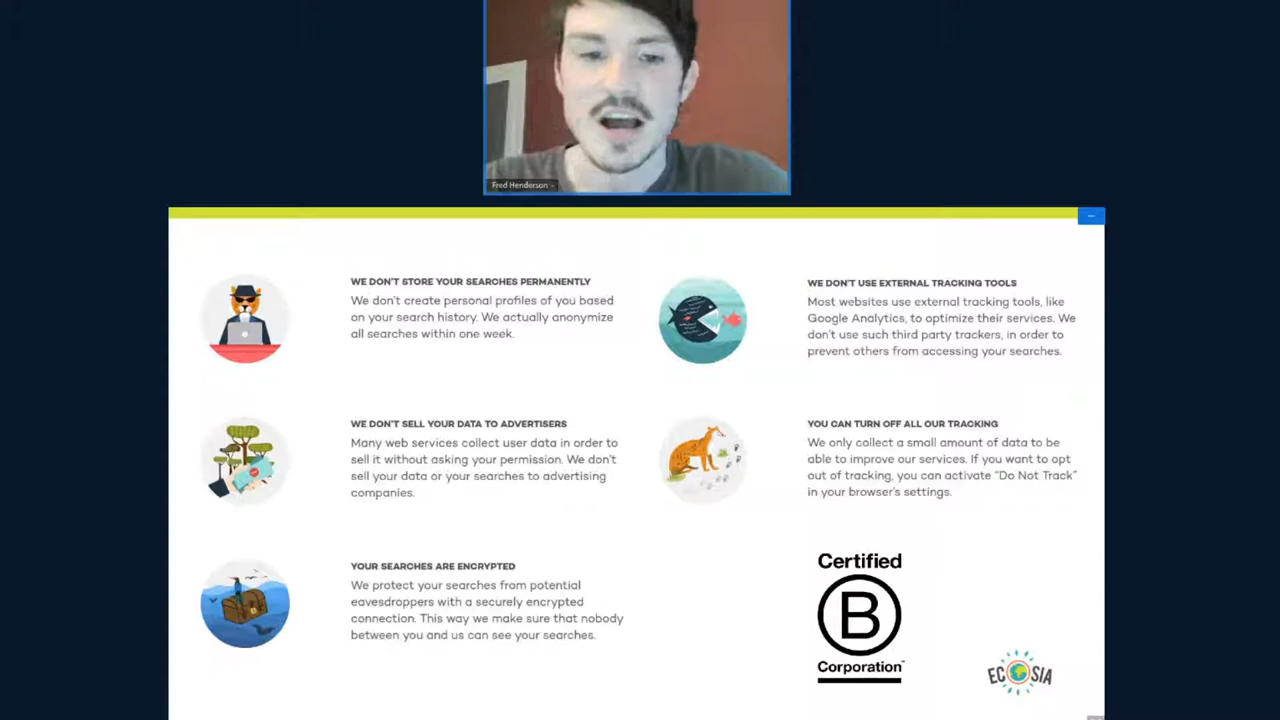 Fred Henderson
WE DON'T STORE YOUR SEARCHES PERMANENTLY
We don't create personal profiles of you based
on your search history. We actually anonymize
all searches within one week.
WE DON'T USE EXTERNAL TRACKING TOOLS
Most websites use external tracking tools, like
Google Analytics, to optimize their services. We
don't use such third party trackers, in order to
prevent others from accessing your searches.
WE DON'T SELL YOUR DATA TO ADVERTISERS
Many web services collect user data in order to
sell it without asking your permission. We don't
sell your data or your searches to advertising
companies.
YOU CAN TURN OFF ALL OUR TRACKING
We only collect a small amount of data to be
able to improve our services. If you want to opt
out of tracking, you can activate "Do Not Track"
in your browser's settings.
YOUR SEARCHES ARE ENCRYPTED
We protect your searches from potential
eavesdroppers with a securely encrypted
connection. This way we make sure that nobody
between you and us can see your searches.
Certified
B
Corporation
ECOSIA